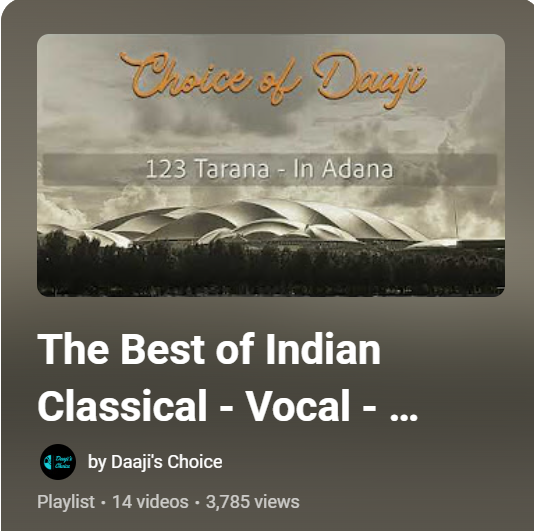 Choice of Daaji
123 Tarana - In Adana
The Best of Indian
Classical - Vocal - ...
Daaji's
Choice
by Daaji's Choice
Playlist • 14 videos • 3,785 views